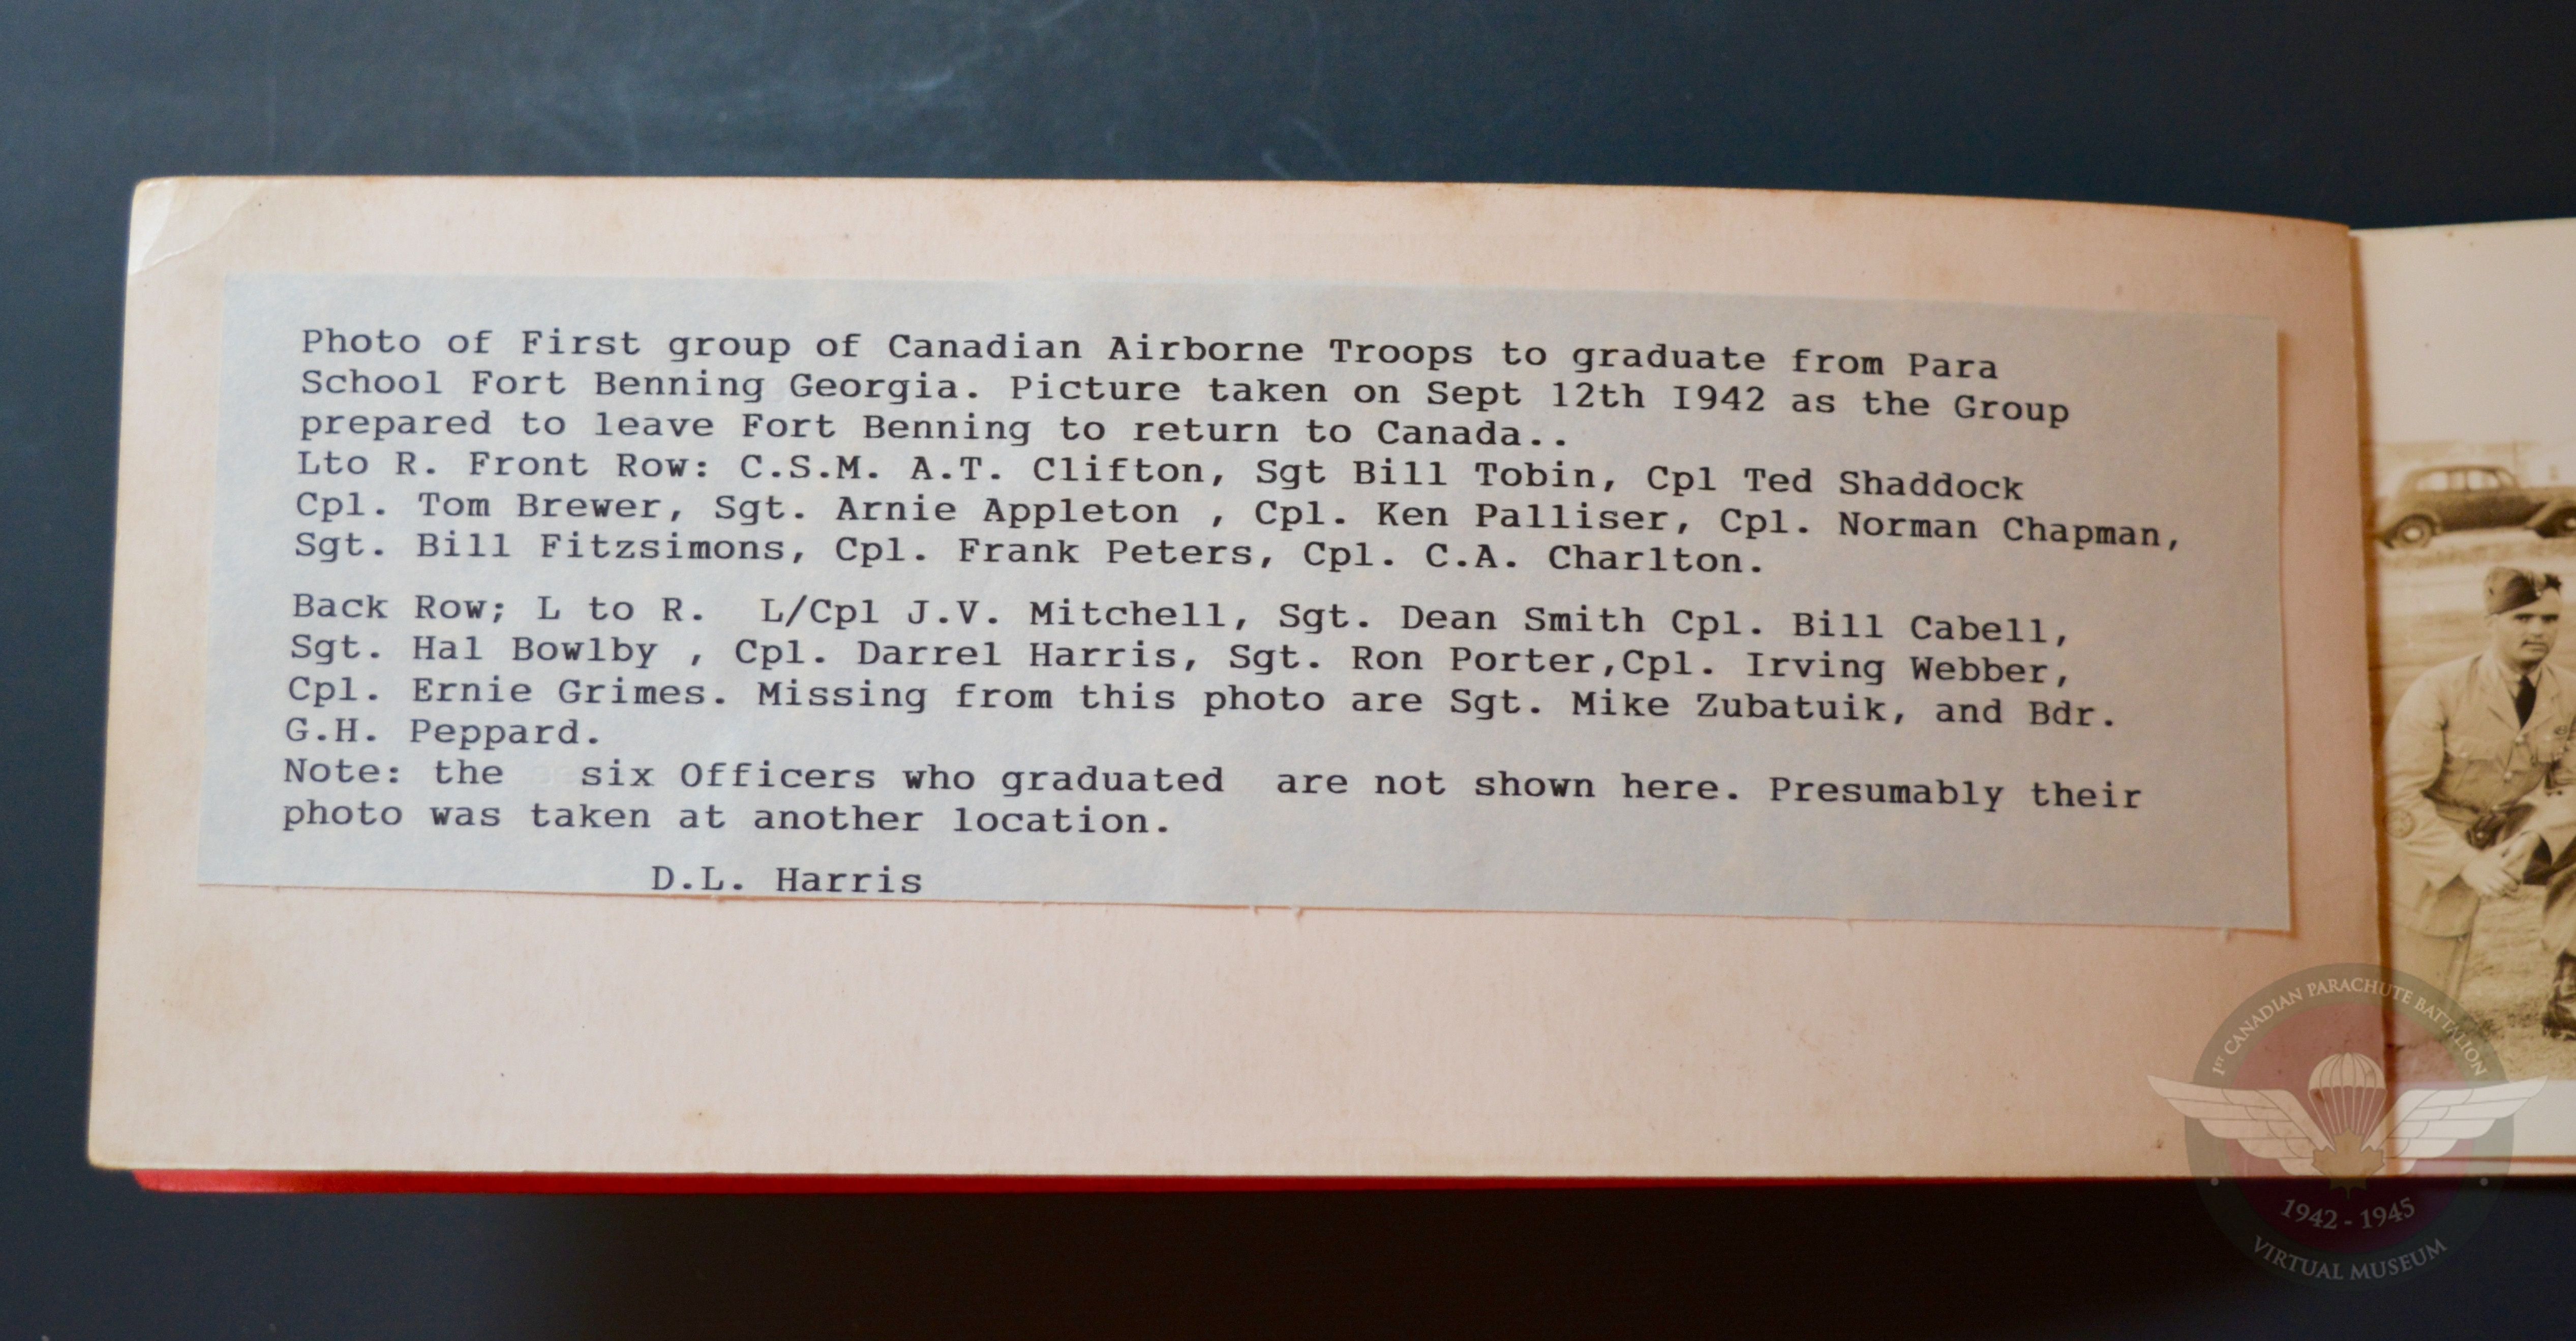 Photo of First group of Canadian Airborne Troops to graduate from Para
School Fort Benning Georgia. Picture taken on Sept 12th I942 as the Group
prepared to leave Fort Benning to return to Canada..
Lto R. Front Row: C.S.M. A.T. Clifton, Sgt Bill Tobin, Cpl Ted Shaddock
Cpl. Tom Brewer, Sgt. Arnie Appleton , Cpl. Ken Palliser, Cpl. Norman Chapman,
Sgt. Bill Fitzsimons, Cpl. Frank Peters, Cpl. C.A. Charlton.
Back Row; L to R. L/Cpl J.V. Mitchell, Sgt. Dean Smith Cpl. Bill Cabell,
Sgt. Hal Bowlby , Cpl. Darrel Harris, Sgt. Ron Porter,Cpl. Irving Webber,
Cpl. Ernie Grimes. Missing from this photo are Sgt. Mike Zubatuik, and Bdr.
G.H. Peppard.
Note: the six Officers who graduated are not shown here. Presumably their
photo was taken at another location.
D.L. Harris
1ST CANADIAN PARACHUTE BATTALION
1942 - 1945
VIRTUAL MUSEUM